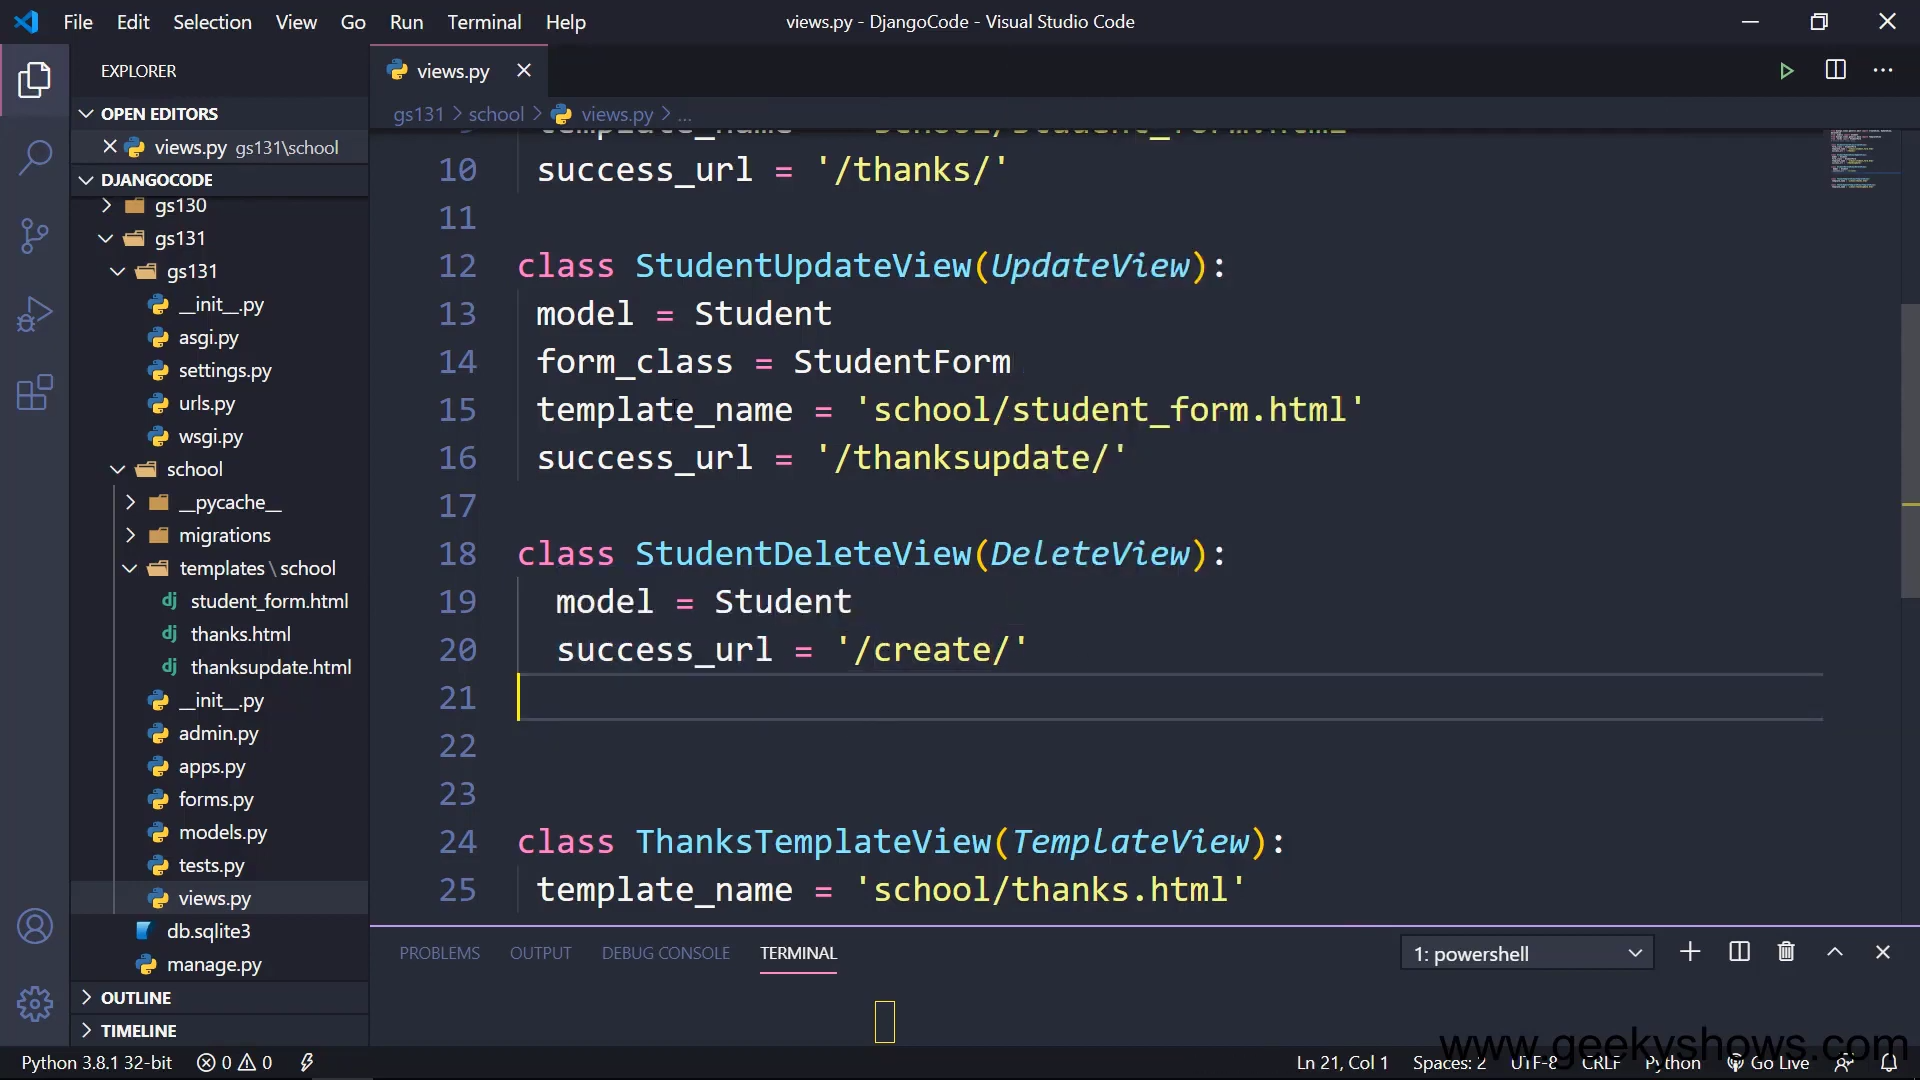 File Edit Selection View Go Run Terminal Help
views.py - DjangoCode - Visual Studio Code
EXPLORER
OPEN EDITORS
views.py gs131\school
DJANGOCODE
gs130
gs131
gs131
__init__.py
asgi.py
settings.py
urls.py
wsgi.py
school
__pycache__
migrations
templates \ school
student_form.html
thanks.html
thanksupdate.html
__init__.py
admin.py
apps.py
forms.py
models.py
tests.py
views.py
db.sqlite3
manage.py
OUTLINE
TIMELINE
views.py
gs131 > school > views.py > ...
9 template_name = 'school/student_form.html'
10 success_url = '/thanks/'
11
12 class StudentUpdateView(UpdateView):
13 model = Student
14 form_class = StudentForm
15 template_name = 'school/student_form.html'
16 success_url = '/thanksupdate/'
17
18 class StudentDeleteView(DeleteView):
19 model = Student
20 success_url = '/create/'
21
22
23
24 class ThanksTemplateView(TemplateView):
25 template_name = 'school/thanks.html'
PROBLEMS OUTPUT DEBUG CONSOLE TERMINAL
1: powershell
www.geekyshows.com
Python 3.8.1 32-bit 0 0 Ln 21, Col 1 Spaces: 2 UTF-8 CRLF Python Go Live